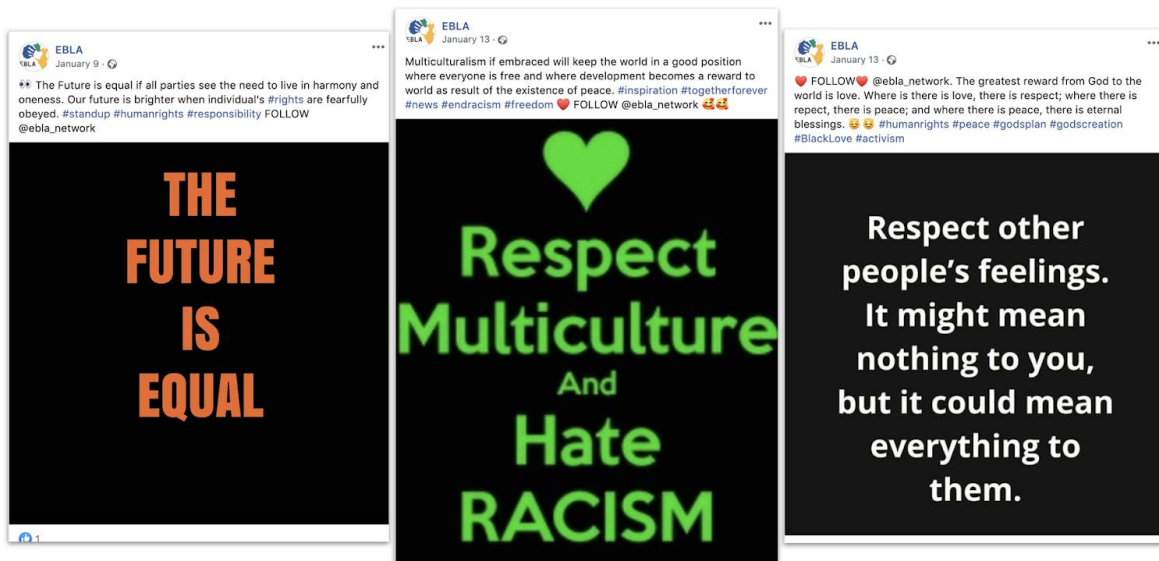 EBLA
January 9 ·
👀 The Future is equal if all parties see the need to live in harmony and
oneness. Our future is brighter when individual's #rights are fearfully
obeyed. #standup #humanrights #responsibility FOLLOW
@ebla_network
THE
FUTURE
IS
EQUAL
1
EBLA
January 13 ·
Multiculturalism if embraced will keep the world in a good position
where everyone is free and where development becomes a reward to
world as result of the existence of peace. #inspiration #togetherforever
#news #endracism #freedom ❤️ FOLLOW @ebla_network 🥰🥰
Respect
Multiculture
And
Hate
RACISM
EBLA
January 13 ·
❤️ FOLLOW❤️ @ebla_network. The greatest reward from God to the
world is love. Where is there is love, there is respect; where there is
repect, there is peace; and where there is peace, there is eternal
blessings. 😊 😊 #humanrights #peace #godsplan #godscreation
#BlackLove #activism
Respect other
people's feelings.
It might mean
nothing to you,
but it could mean
everything to
them.